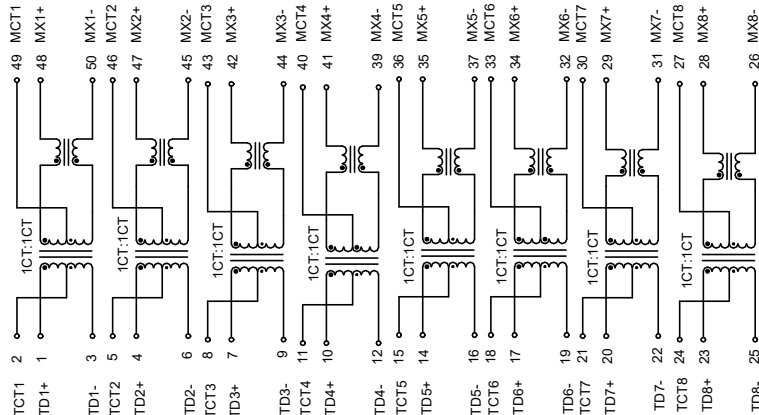 49 MCT1
48 MX1+
50 MX1-
46 MCT2
47 MX2+
45 MX2-
43 MCT3
42 MX3+
44 MX3-
40 MCT4
41 MX4+
39 MX4-
36 MCT5
35 MX5+
37 MX5-
33 MCT6
34 MX6+
32 MX6-
30 MCT7
29 MX7+
31 MX7-
27 MCT8
28 MX8+
26 MX8-
1CT:1CT
1CT:1CT
1CT:1CT
1CT:1CT
1CT:1CT
1CT:1CT
1CT:1CT
1CT:1CT
TCT1 2
TD1+ 1
TD1- 3
TCT2 5
TD2+ 4
TD2- 6
TCT3 8
TD3+ 7
TD3- 9
TCT4 11
TD4+ 10
TD4- 12
TCT5 15
TD5+ 14
TD5- 16
TCT6 18
TD6+ 17
TD6- 19
TCT7 21
TD7+ 20
TD7- 22
TCT8 24
TD8+ 23
TD8- 25